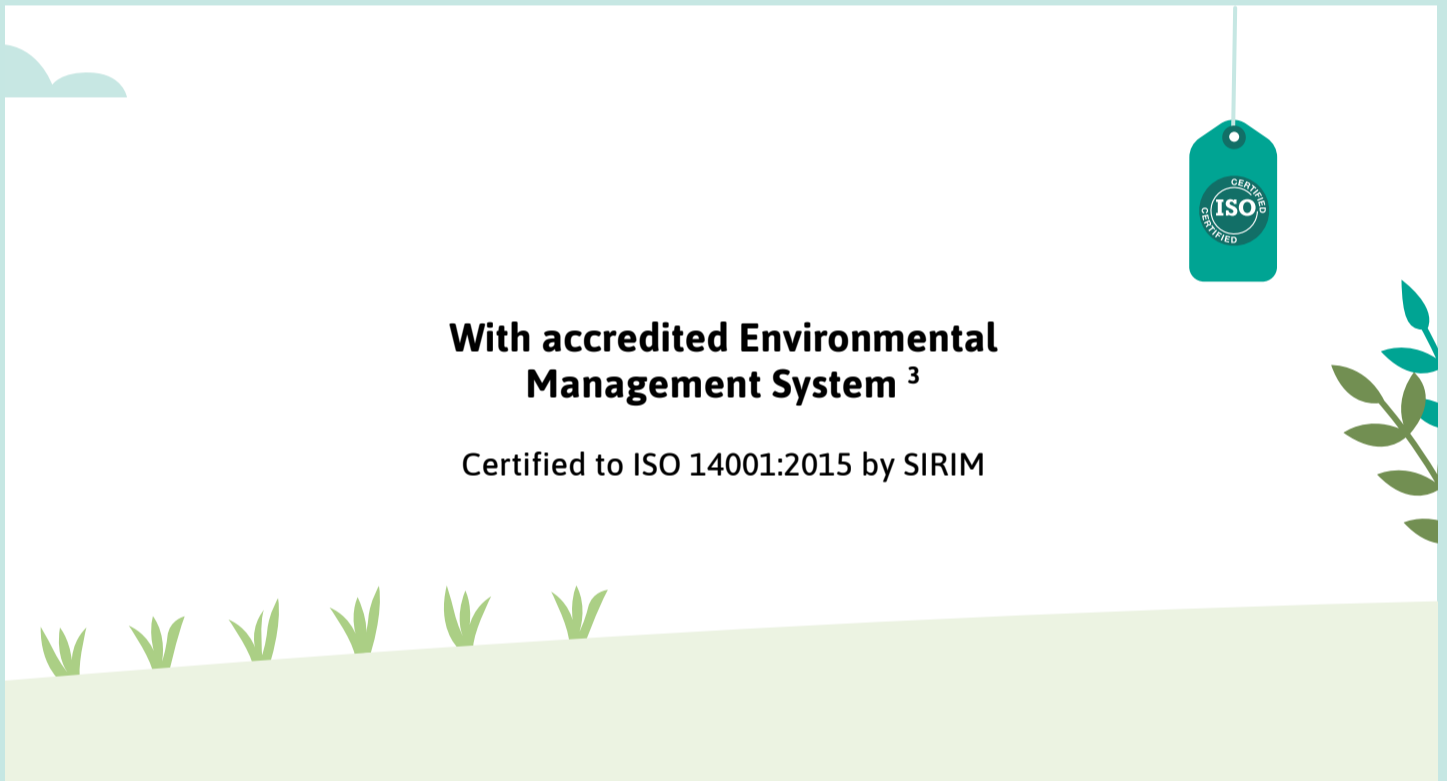 CERTIFIED
ISO
CERTIFIED
With accredited Environmental
Management System ³
Certified to ISO 14001:2015 by SIRIM